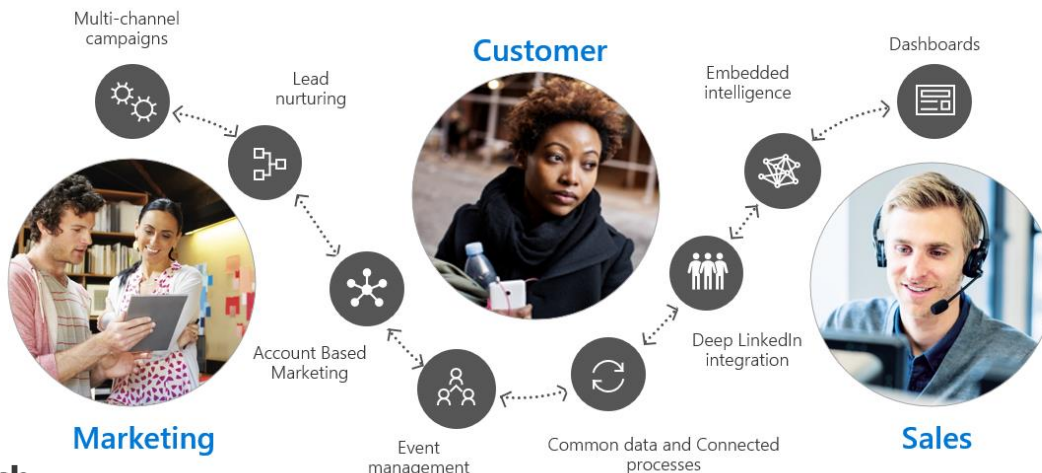 Multi-channel
campaigns
Lead
nurturing
Customer
Embedded
intelligence
Dashboards
Account Based
Marketing
Deep LinkedIn
integration
Marketing
Event
management
Common data and Connected
processes
Sales